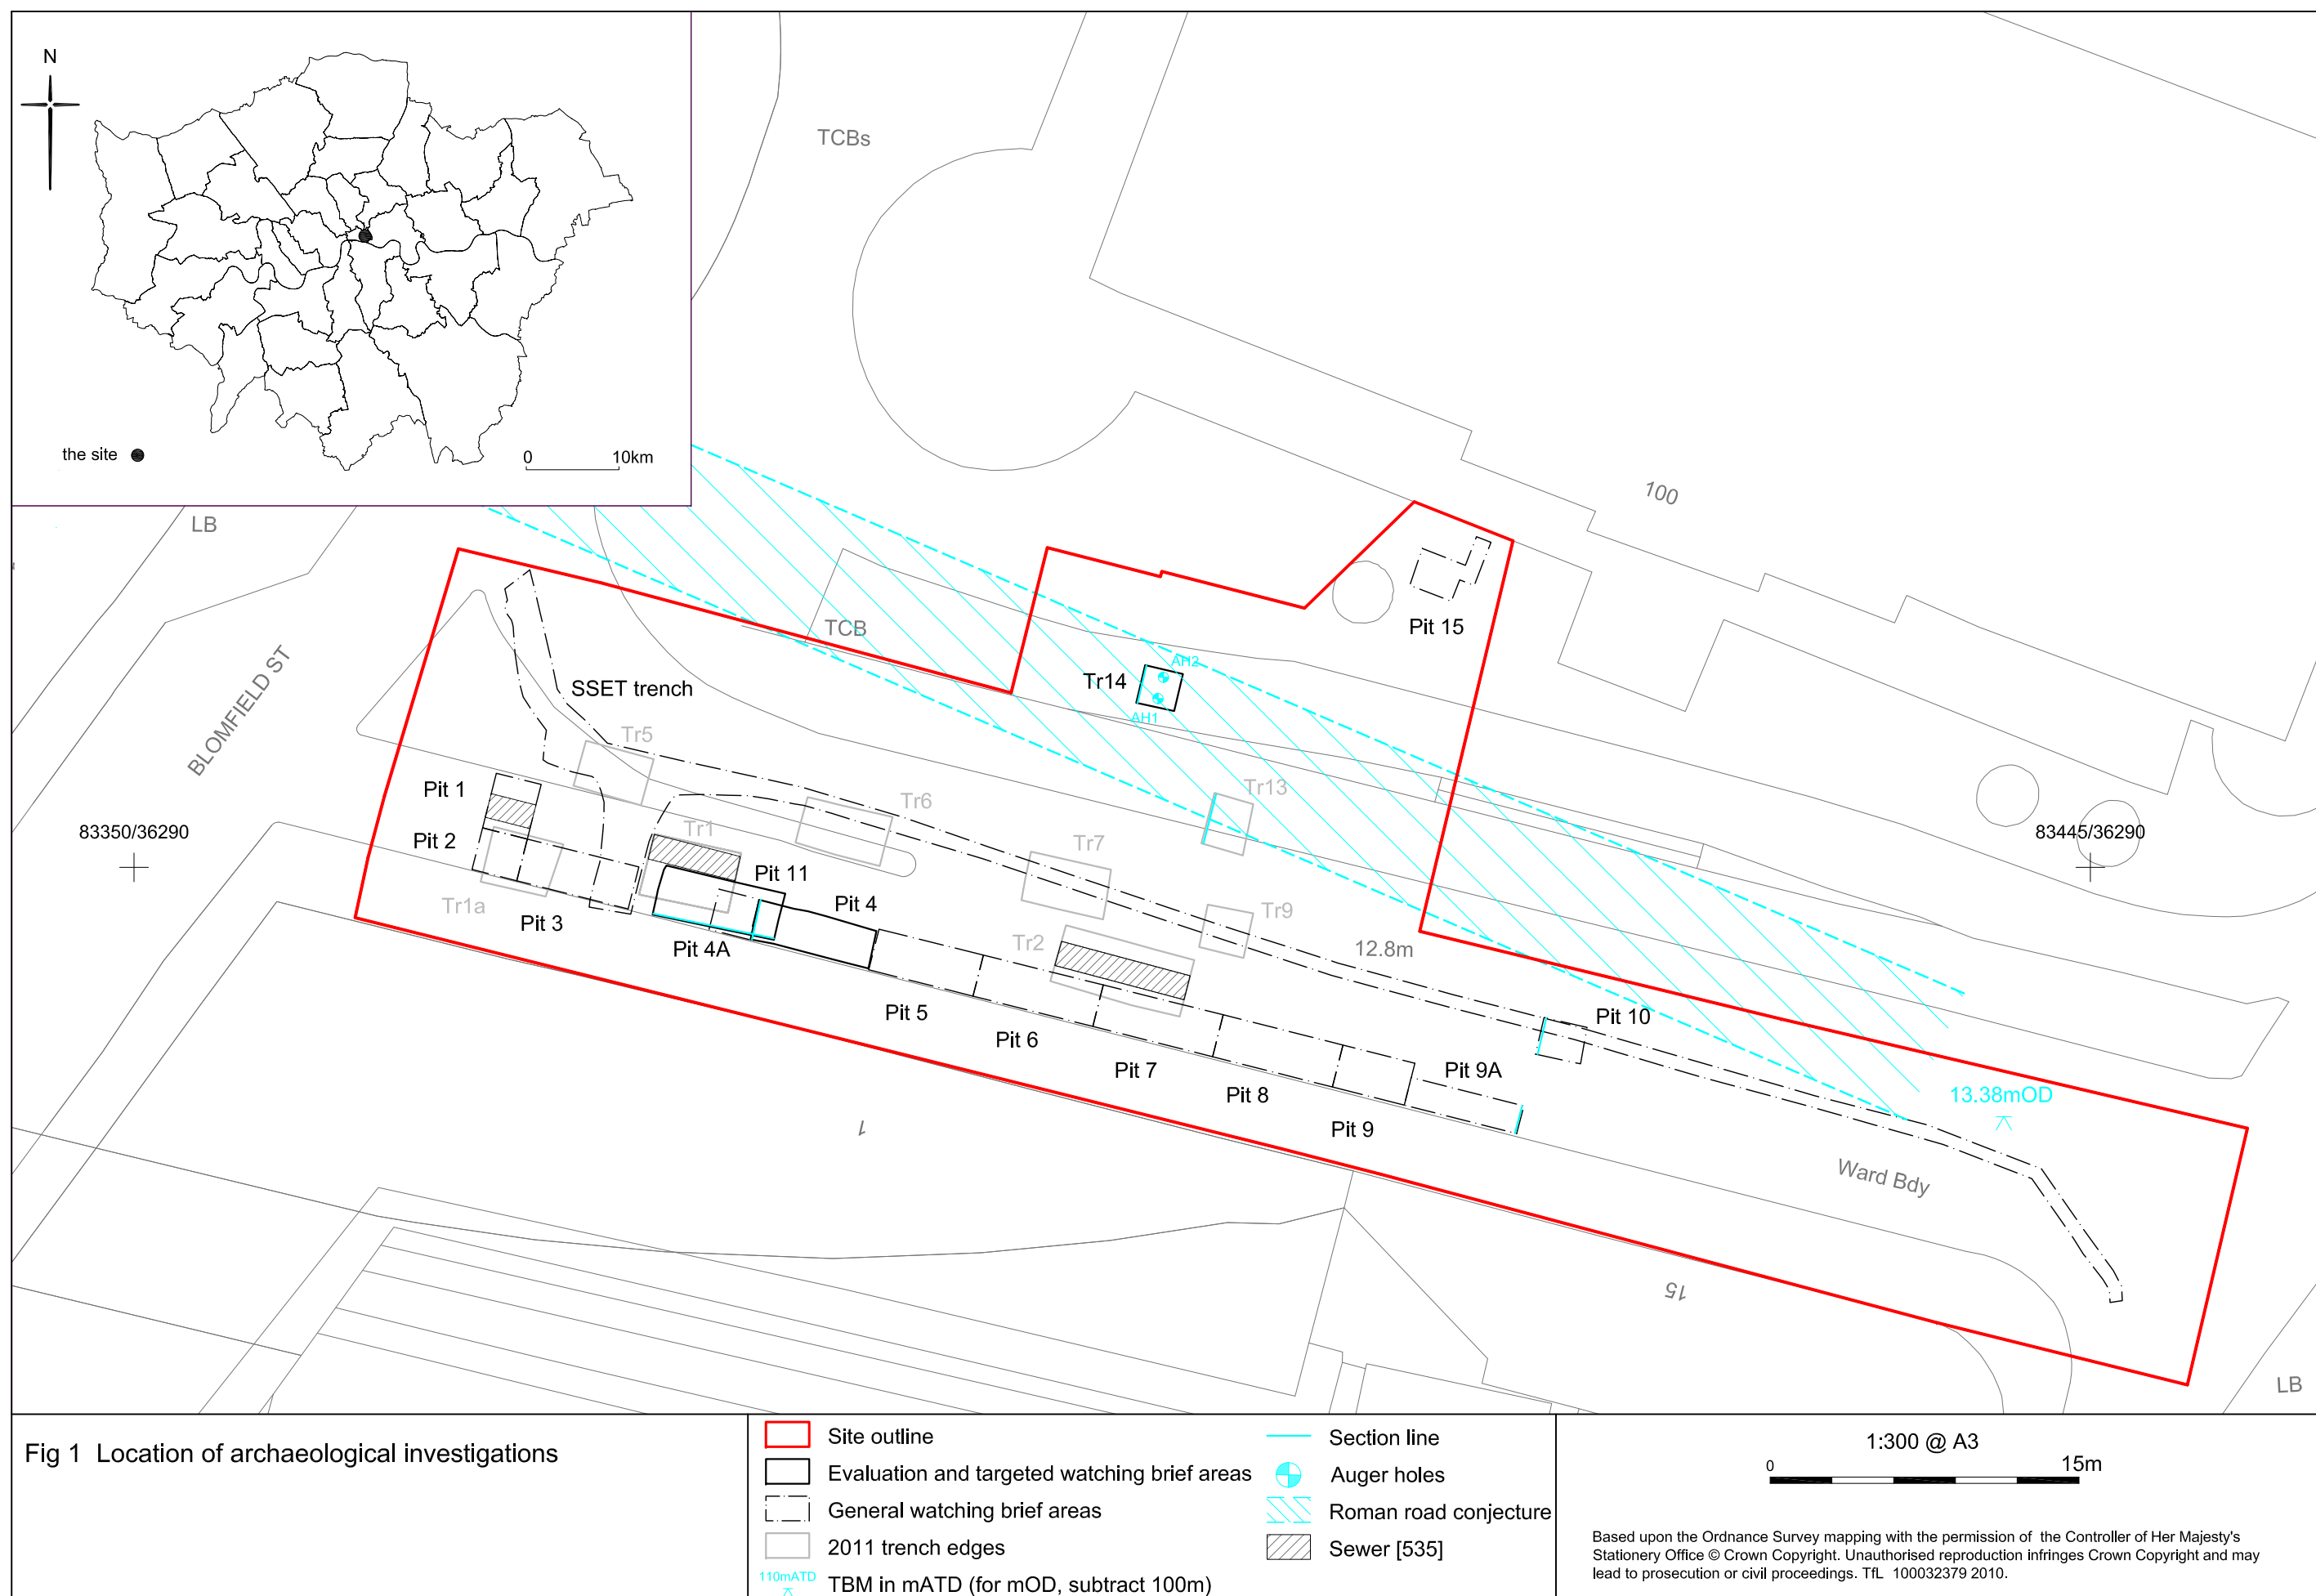 N
the site
0 10km
TCBs
LB
100
TCB
Pit 15
BLOMFIELD ST
SSET trench
Tr14
AH2
AH1
Tr5
Tr13
Tr6
Pit 1
83350/36290
83445/36290
Tr1
Pit 2
Tr7
Pit 11
Pit 4
Tr1a
Pit 3
Tr9
Tr2
Pit 4A
12.8m
Pit 5
Pit 10
Pit 6
Pit 7
Pit 9A
Pit 8
13.38mOD
Pit 9
1
Ward Bdy
15
LB
Fig 1 Location of archaeological investigations
Site outline
Evaluation and targeted watching brief areas
General watching brief areas
2011 trench edges
110mATD
TBM in mATD (for mOD, subtract 100m)
Section line
Auger holes
Roman road conjecture
Sewer [535]
1:300 @ A3
0 15m
Based upon the Ordnance Survey mapping with the permission of the Controller of Her Majesty's
Stationery Office © Crown Copyright. Unauthorised reproduction infringes Crown Copyright and may
lead to prosecution or civil proceedings. TfL 100032379 2010.